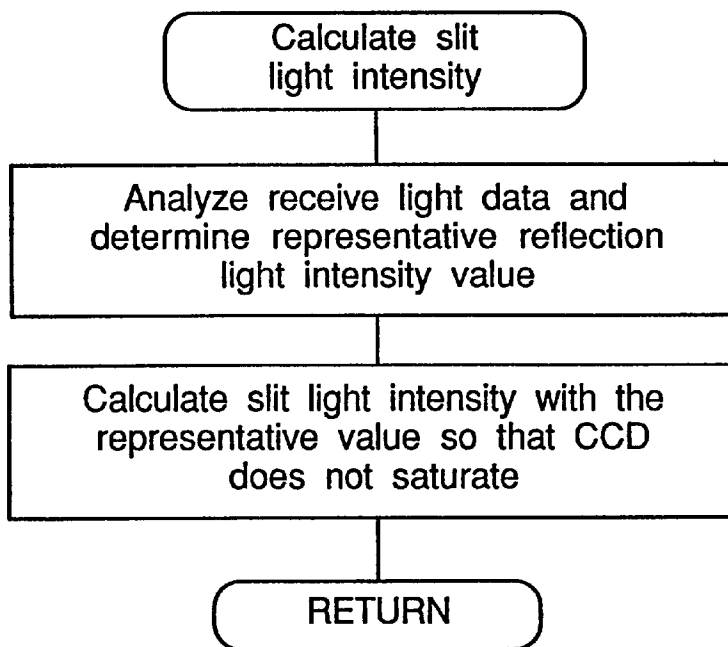 Calculate slit
light intensity
Analyze receive light data and
determine representative reflection
light intensity value
Calculate slit light intensity with the
representative value so that CCD
does not saturate
RETURN